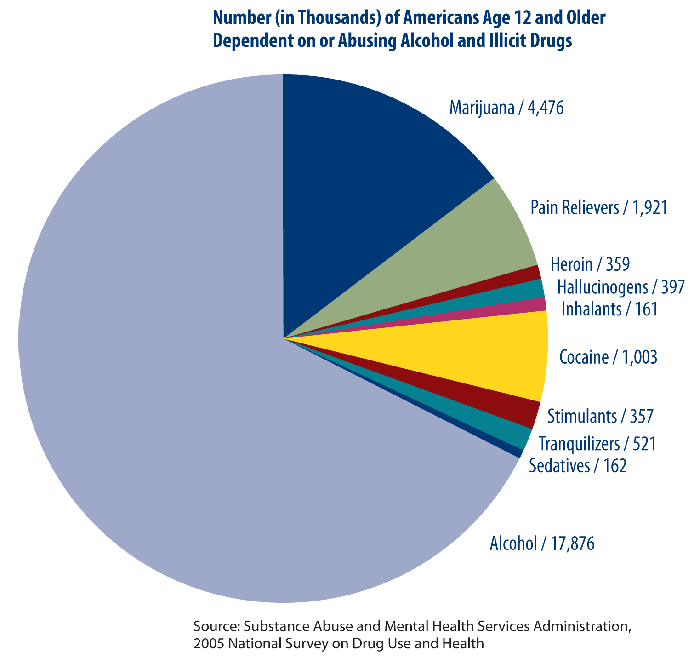 Number (in Thousands) of Americans Age 12 and Older
Dependent on or Abusing Alcohol and Illicit Drugs
Marijuana / 4,476
Pain Relievers / 1,921
Heroin / 359
Hallucinogens / 397
Inhalants / 161
Cocaine / 1,003
Stimulants / 357
Tranquilizers / 521
Sedatives / 162
Alcohol / 17,876
Source: Substance Abuse and Mental Health Services Administration,
2005 National Survey on Drug Use and Health